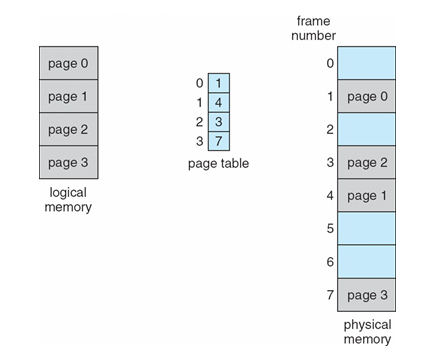 frame
number
page 0
page 1
page 2
page 3
logical
memory
0 1
1 4
2 3
3 7
page table
0
1 page 0
2
3 page 2
4 page 1
5
6
7 page 3
physical
memory